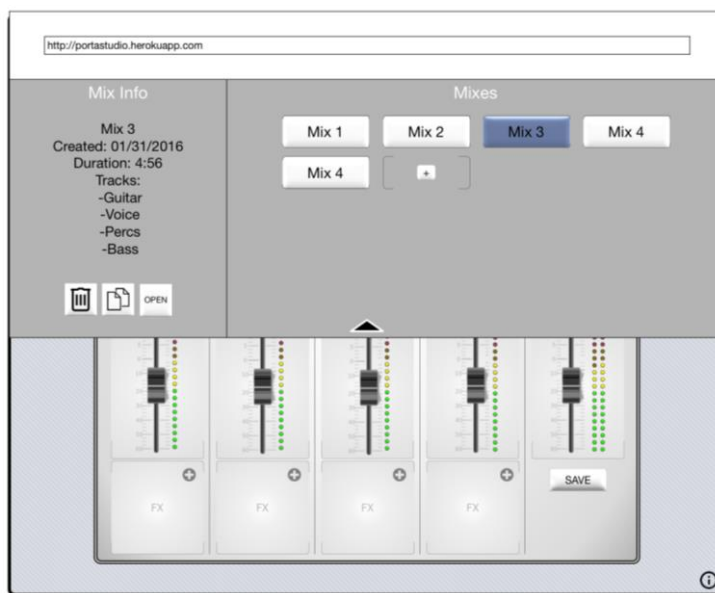 http://portastudio.herokuapp.com
Mix Info
Mix 3
Created: 01/31/2016
Duration: 4:56
Tracks:
-Guitar
-Voice
-Percs
-Bass
OPEN
Mixes
Mix 1 Mix 2 Mix 3 Mix 4
Mix 4 +
FX FX FX FX SAVE